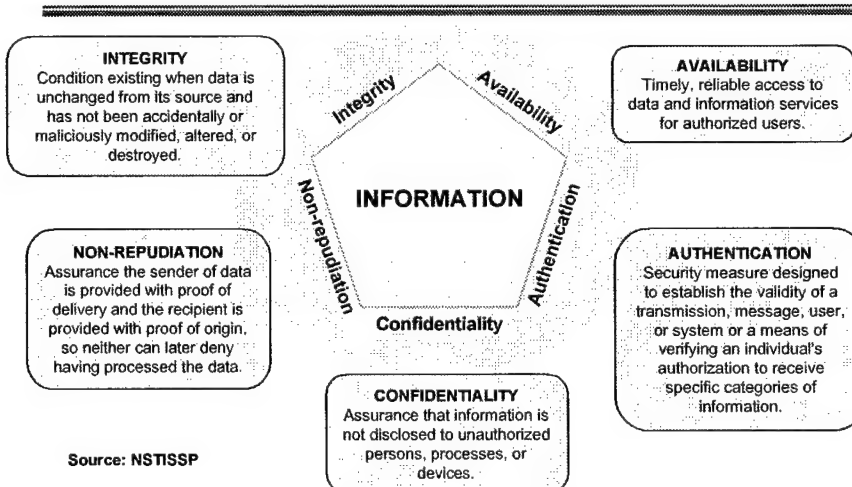 INTEGRITY
Condition existing when data is
unchanged from its source and
has not been accidentally or
maliciously modified, altered, or
destroyed.
Integrity
Availability
AVAILABILITY
Timely, reliable access to
data and information services
for authorized users.
INFORMATION
Non-repudiation
Authentication
Confidentiality
NON-REPUDIATION
Assurance the sender of data
is provided with proof of
delivery and the recipient is
provided with proof of origin,
so neither can later deny
having processed the data.
AUTHENTICATION
Security measure designed
to establish the validity of a
transmission, message, user,
or system or a means of
verifying an individual's
authorization to receive
specific categories of
information.
CONFIDENTIALITY
Assurance that information is
not disclosed to unauthorized
persons, processes, or
devices.
Source: NSTISSP